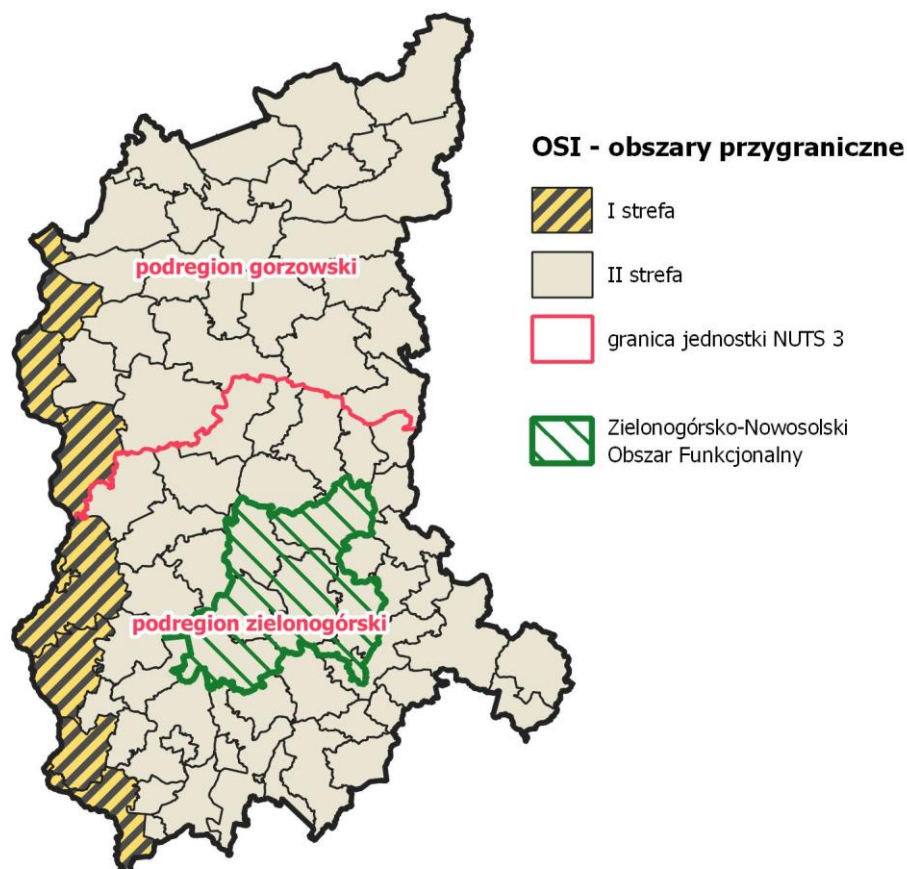 OSI - obszary przygraniczne
I strefa
II strefa
granica jednostki NUTS 3
Zielonogórsko-Nowosolski
Obszar Funkcjonalny
podregion gorzowski
podregion zielonogórski